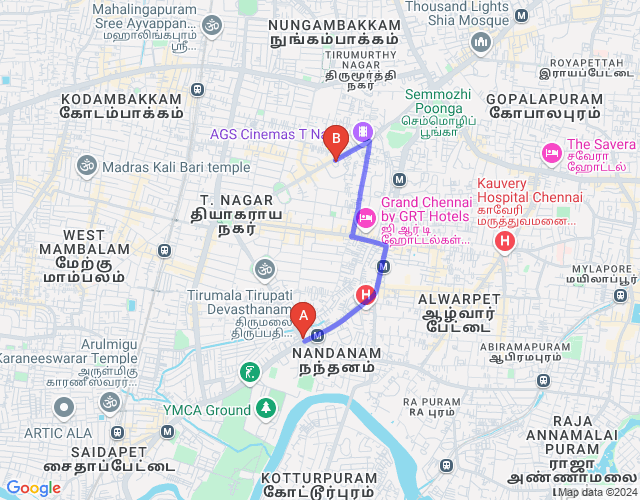 Mahalingapuram
Sree Ayyappan...
மஹாலிங்கபுரம்
ஸ்ரீ...
NUNGAMBAKKAM
நுங்கம்பாக்கம்
Thousand Lights
Shia Mosque
TIRUMURTHY
NAGAR
திருமூர்த்தி
நகர்
ROYAPETTAH
இராயப்பேட்டை
KODAMBAKKAM
கோடம்பாக்கம்
Semmozhi
Poonga
செம்மொழிப்
பூங்கா
GOPALAPURAM
கோபாலபுரம்
AGS Cinemas T Na
B
The Savera
சவேரா
ஹோட்டல்
Madras Kali Bari temple
T. NAGAR
தியாகராய
நகர்
Grand Chennai
by GRT Hotels
ஜி ஆர் டி
ஹோட்டல்கள்...
Kauvery
Hospital Chennai
காவேரி
மருத்துவமனை...
H
WEST
MAMBALAM
மேற்கு
மாம்பலம்
M
MYLAPORE
மயிலாப்பூர்
Tirumala Tirupati
Devasthanam
திருமலை
திருப்பதி...
H
ALWARPET
ஆழ்வார்
பேட்டை
A
M
Arulmigu
Karaneeswarar Temple
அருள்மிகு
காரணீஸ்வரர்...
NANDANAM
நந்தனம்
ABIRAMAPURAM
ஆபிரமபுரம்
YMCA Ground
RA PURAM
RA புரம்
ARTIC ALA
M
SAIDAPET
சைதாப்பேட்டை
RAJA
ANNAMALAI
PURAM
ராஜா
அண்ணாமலை
KOTTURPURAM
கோட்டூர்புரம்
Google
Map data ©2024